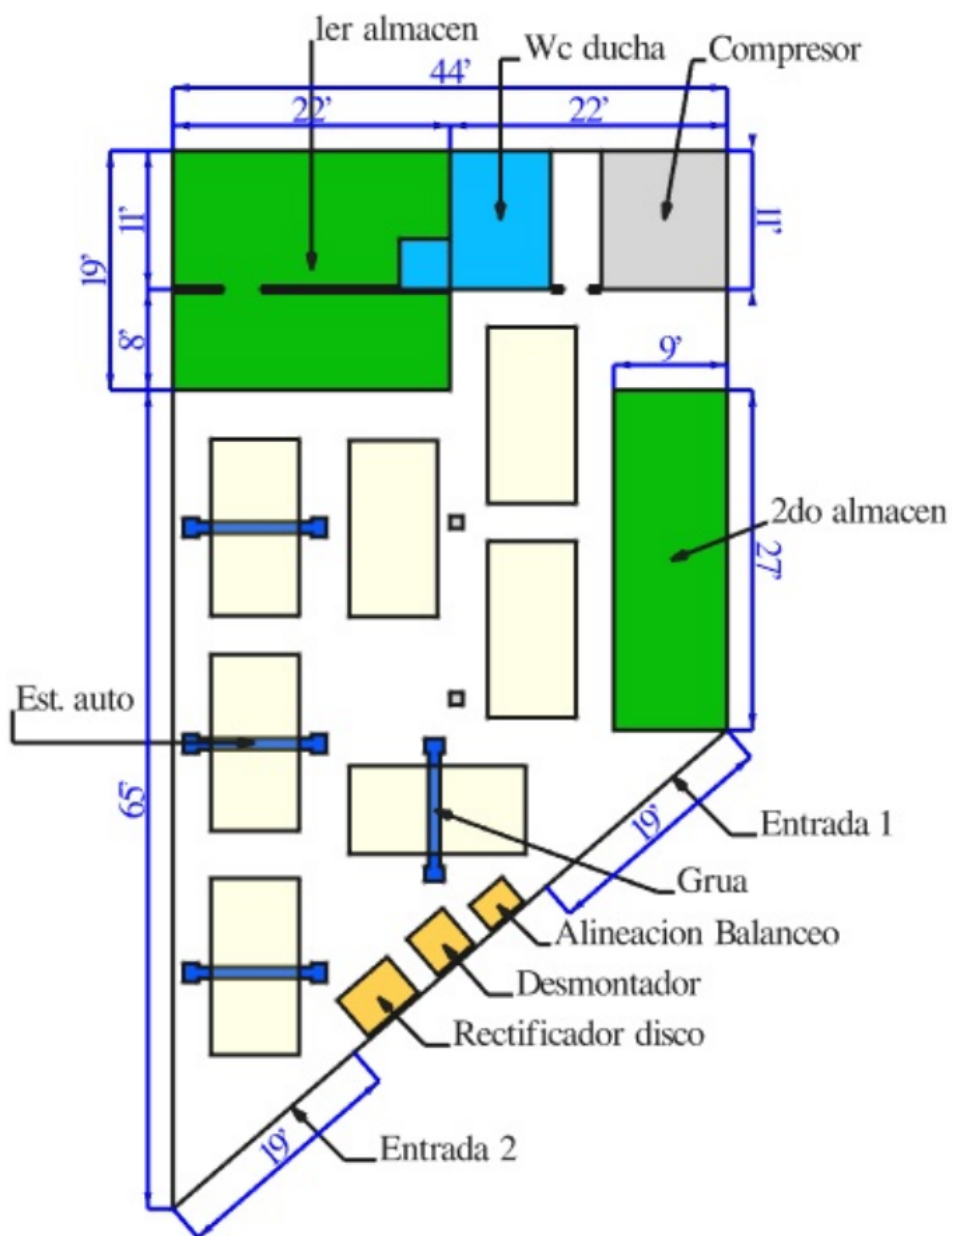 1er almacen
Wc ducha
Compresor
44'
22'
22'
11'
11'
19'
8'
9'
2do almacen
27'
Est. auto
65'
19'
Entrada 1
Grua
Alineacion Balanceo
Desmontador
Rectificador disco
19'
Entrada 2